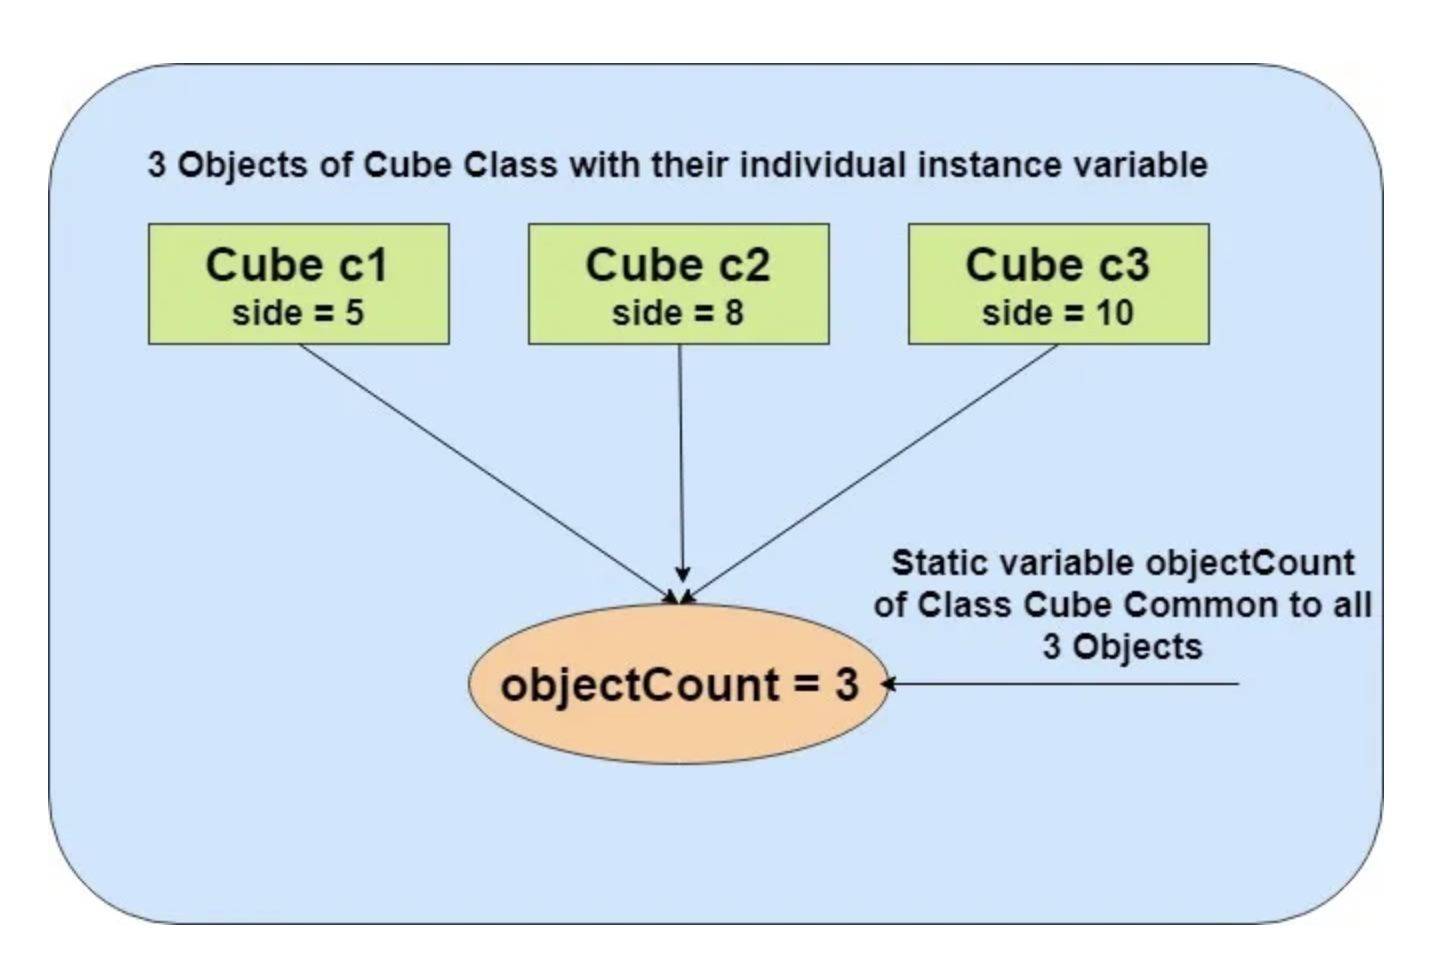 3 Objects of Cube Class with their individual instance variable
Cube c1
side = 5
Cube c2
side = 8
Cube c3
side = 10
Static variable objectCount
of Class Cube Common to all
3 Objects
objectCount = 3